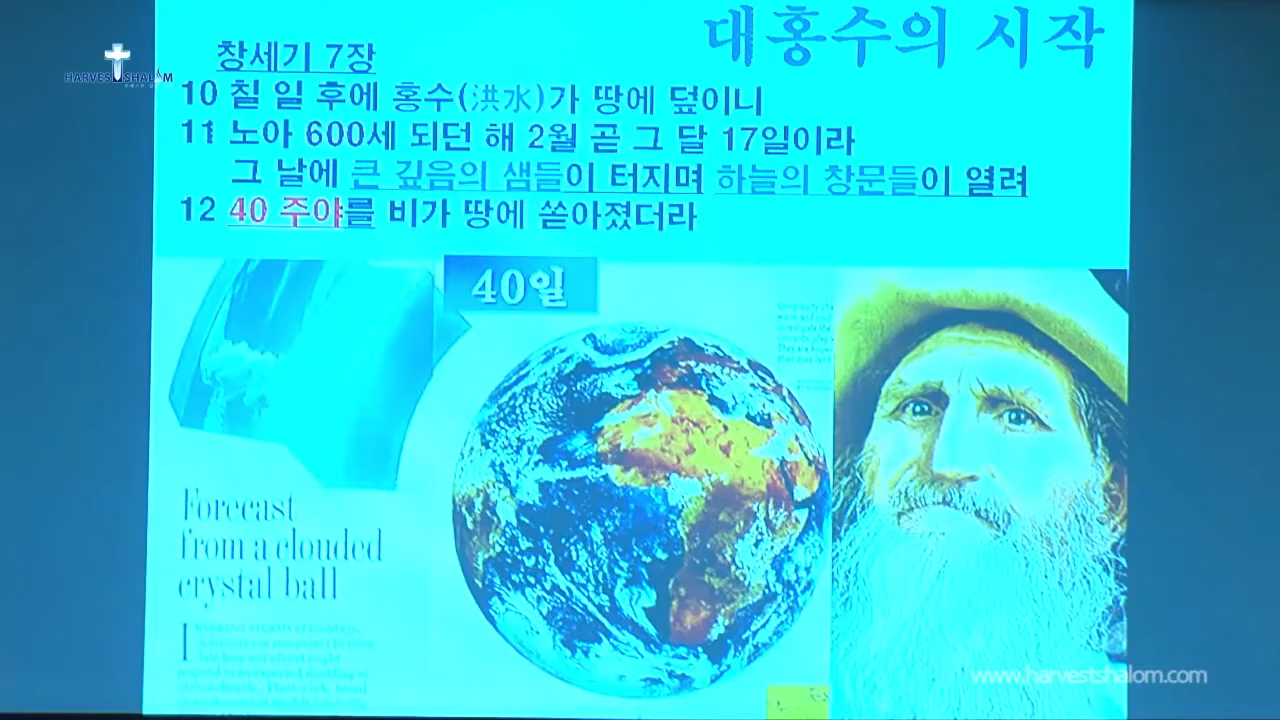 대홍수의 시작
HARVEST SHALOM
창세기 7장
10 칠 일 후에 홍수(洪水)가 땅에 덮이니
11 노아 600세 되던 해 2월 곧 그 달 17일이라
그 날에 큰 깊음의 샘들이 터지며 하늘의 창문들이 열려
12 40 주야를 비가 땅에 쏟아졌더라
40일
Forecast
from a clouded
crystal ball
www.harvestshalom.com